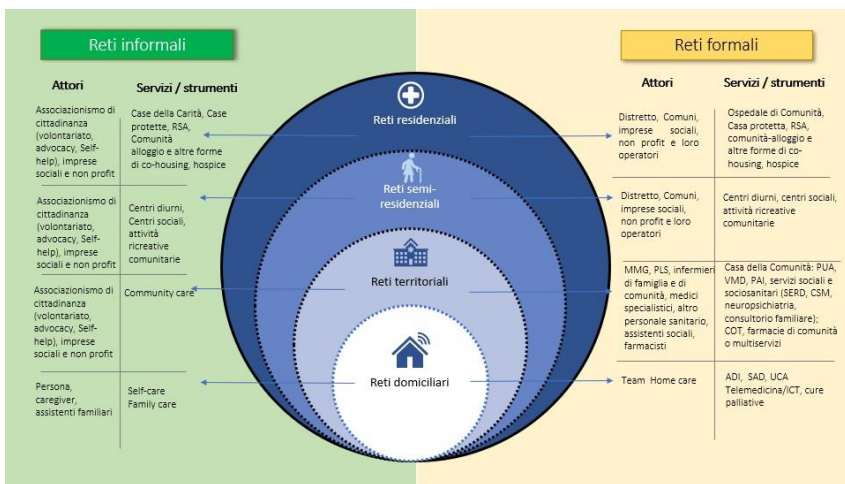 Reti informali
Attori
Servizi / strumenti
Associazionismo di
cittadinanza
(volontariato,
advocacy, Self-
help), imprese
sociali e non profit
Case della Carità, Case
protette, RSA,
Comunità
alloggio e altre forme
di co-housing, hospice
Associazionismo di
cittadinanza
(volontariato,
advocacy, Self-
help), imprese
sociali e non profit
Centri diurni,
Centri sociali,
attività
ricreative
comunitarie
Associazionismo di
cittadinanza
(volontariato,
advocacy, Self-
help), imprese
sociali e non profit
Community care
Persona,
caregiver,
assistenti familiari
Self-care
Family care
Reti residenziali
Reti semi-
residenziali
Reti territoriali
Reti domiciliari
Reti formali
Attori
Servizi / strumenti
Distretto, Comuni,
imprese sociali,
non profit e loro
operatori
Ospedale di Comunità,
Casa protetta, RSA,
comunità-alloggio e
altre forme di co-
housing, hospice
Distretto, Comuni,
imprese sociali,
non profit e loro
operatori
Centri diurni, centri sociali,
attività ricreative
comunitarie
MMG, PLS, infermieri
di famiglia e di
comunità, medici
specialistici, altro
personale sanitario,
assistenti sociali,
farmacisti
Casa della Comunità: PUA,
VMD, PAI, servizi sociali e
sociosanitari (SERD, CSM,
neuropsichiatria,
consultorio familiare);
COT, farmacie di comunità
o multiservizi
Team Home care
ADI, SAD, UCA
Telemedicina/ICT, cure
palliative